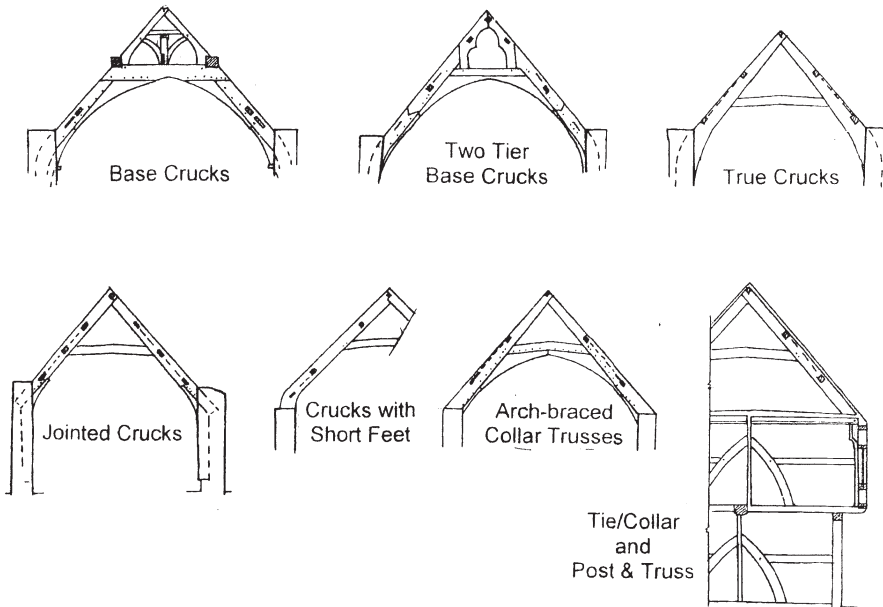 Base Crucks
Two Tier
Base Crucks
True Crucks
Jointed Crucks
Crucks with
Short Feet
Arch-braced
Collar Trusses
Tie/Collar
and
Post & Truss